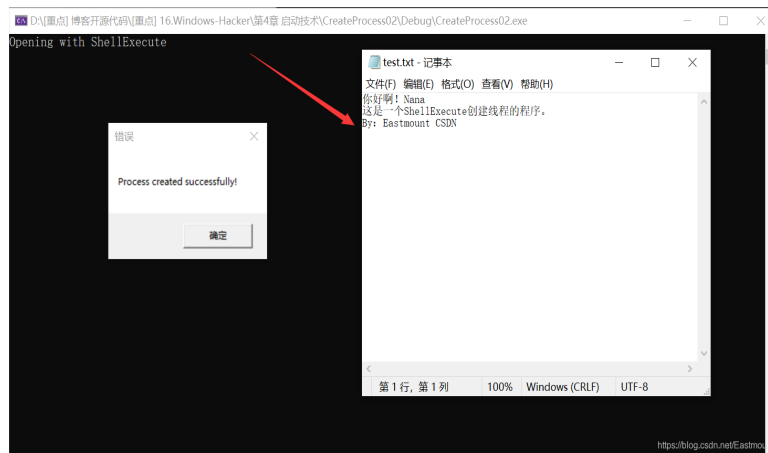 D:\[重点] 博客开源代码\[重点] 16.Windows-Hacker\第4章 启动技术\CreateProcess02\Debug\CreateProcess02.exe
Opening with ShellExecute
test.txt - 记事本
文件(F) 编辑(E) 格式(O) 查看(V) 帮助(H)
你好啊！Nana
这是一个ShellExecute创建线程的程序。
By: Eastmount CSDN
错误
Process created successfully!
确定
第 1 行, 第 1 列 100% Windows (CRLF) UTF-8
https://blog.csdn.net/Eastmou